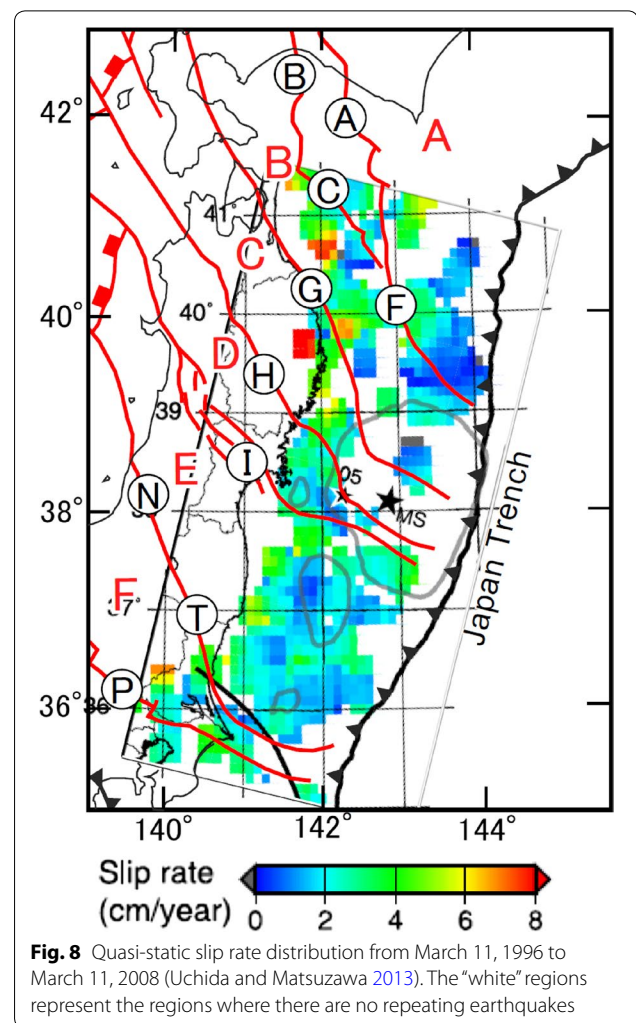 B
42°
A
A
B
C
41°
C
G
40°
40°
F
D
H
39
I
E
05
N
38°
MS
Japan Trench
F
37°
T
P
36°
36
140°
142°
144°
Slip rate
(cm/year)
0 2 4 6 8
Fig. 8 Quasi-static slip rate distribution from March 11, 1996 to
March 11, 2008 (Uchida and Matsuzawa 2013). The “white” regions
represent the regions where there are no repeating earthquakes